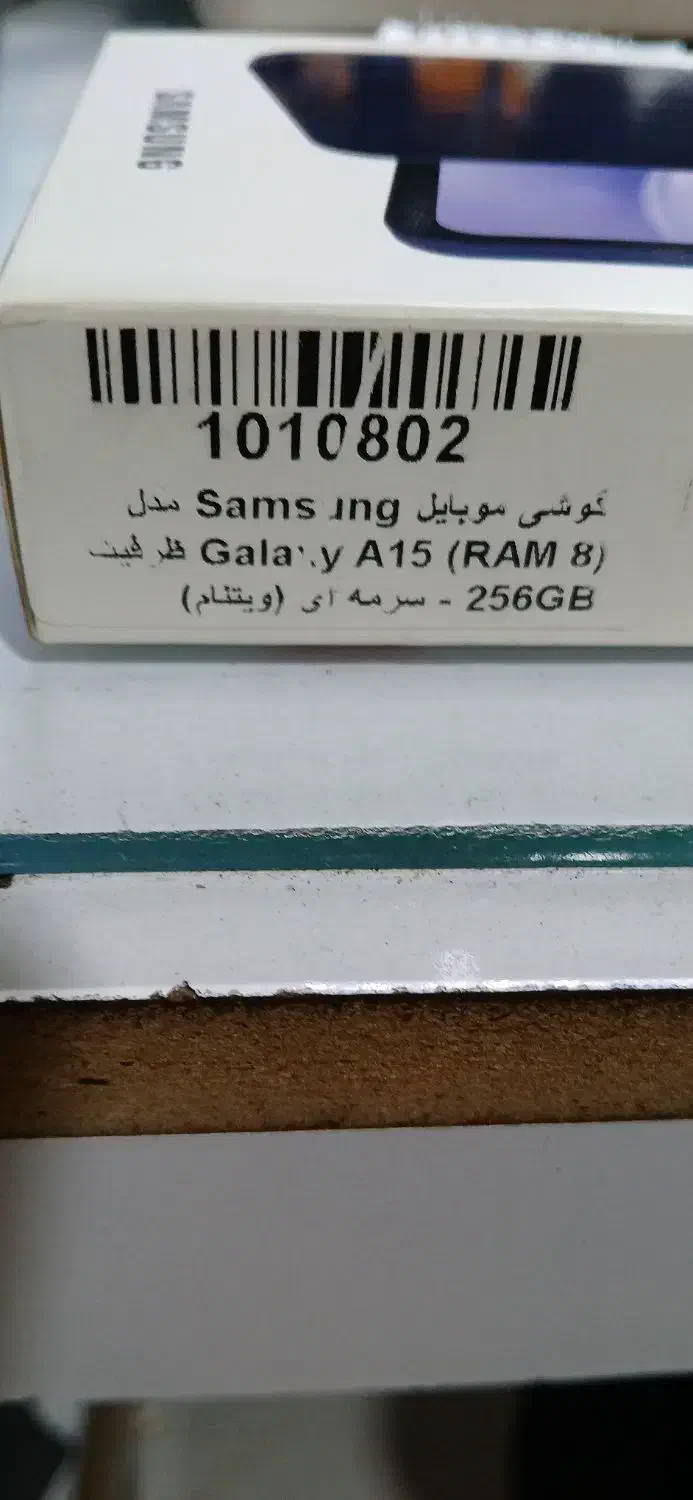 SAMSUNG
1010802
گوشی موبایل Samsung مدل
Galaxy A15 (RAM 8) ظرفیت
256GB - سرمه ای (ویتنام)